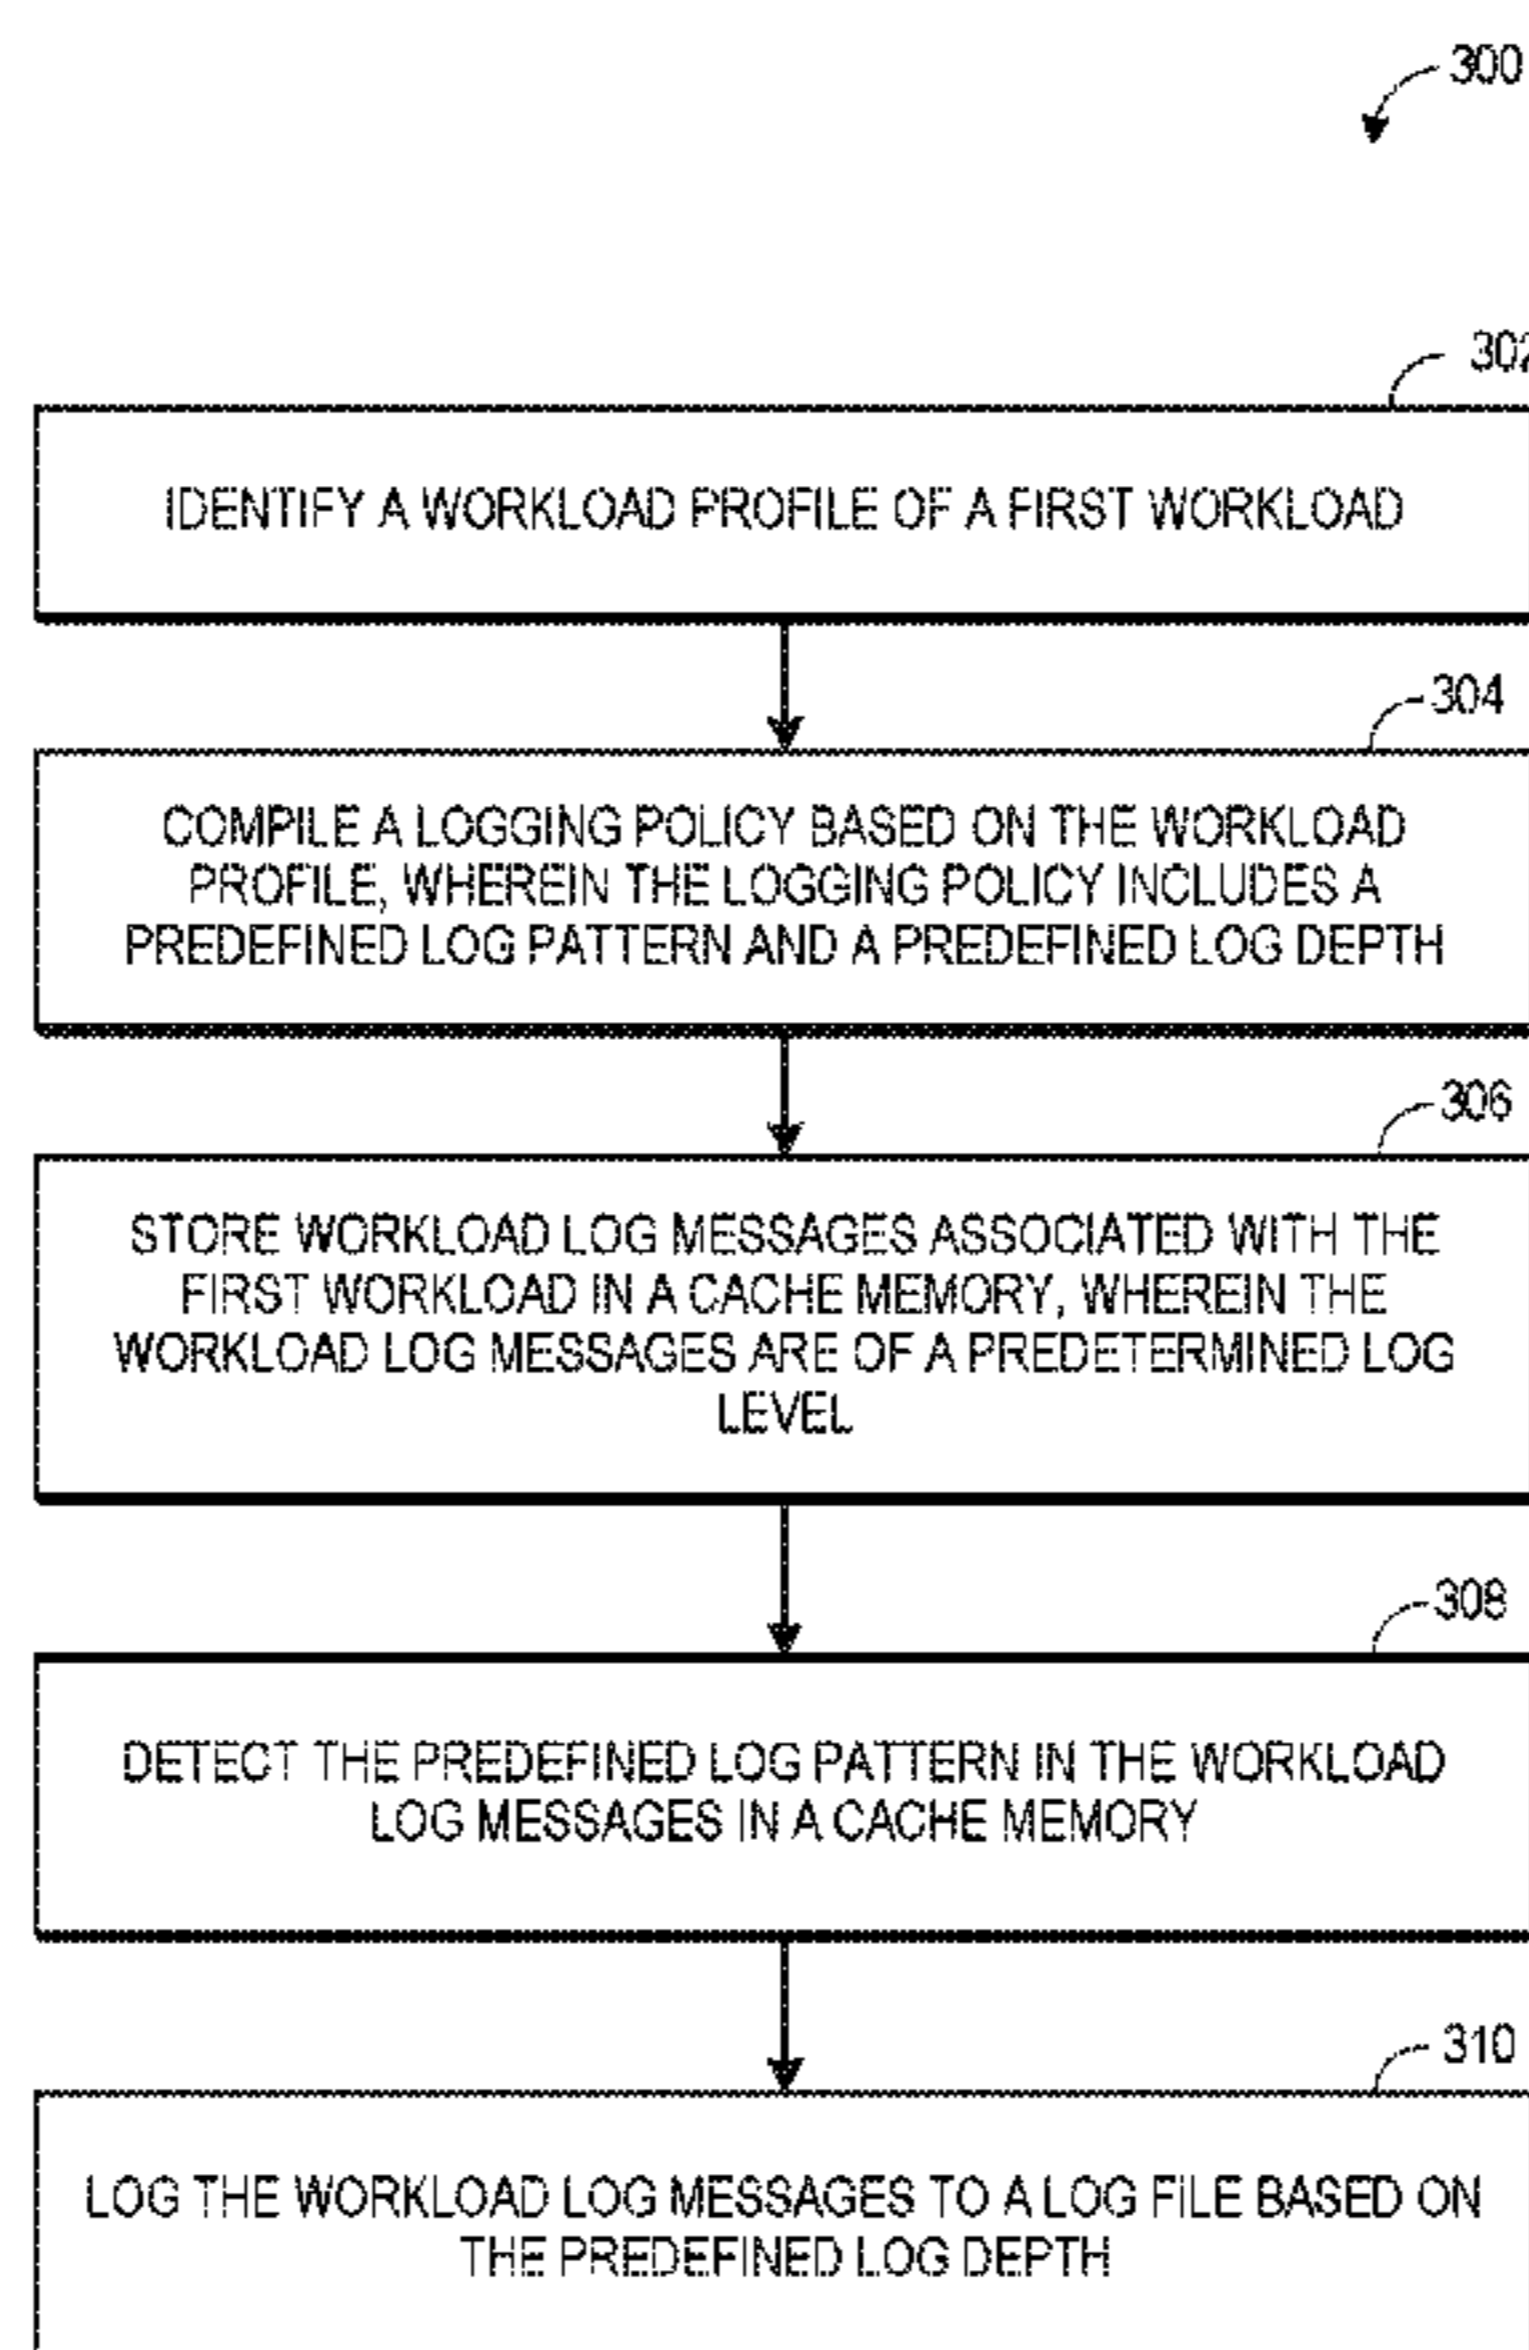 300
302
IDENTIFY A WORKLOAD PROFILE OF A FIRST WORKLOAD
304
COMPILE A LOGGING POLICY BASED ON THE WORKLOAD
PROFILE, WHEREIN THE LOGGING POLICY INCLUDES A
PREDEFINED LOG PATTERN AND A PREDEFINED LOG DEPTH
306
STORE WORKLOAD LOG MESSAGES ASSOCIATED WITH THE
FIRST WORKLOAD IN A CACHE MEMORY, WHEREIN THE
WORKLOAD LOG MESSAGES ARE OF A PREDETERMINED LOG
LEVEL
308
DETECT THE PREDEFINED LOG PATTERN IN THE WORKLOAD
LOG MESSAGES IN A CACHE MEMORY
310
LOG THE WORKLOAD LOG MESSAGES TO A LOG FILE BASED ON
THE PREDEFINED LOG DEPTH